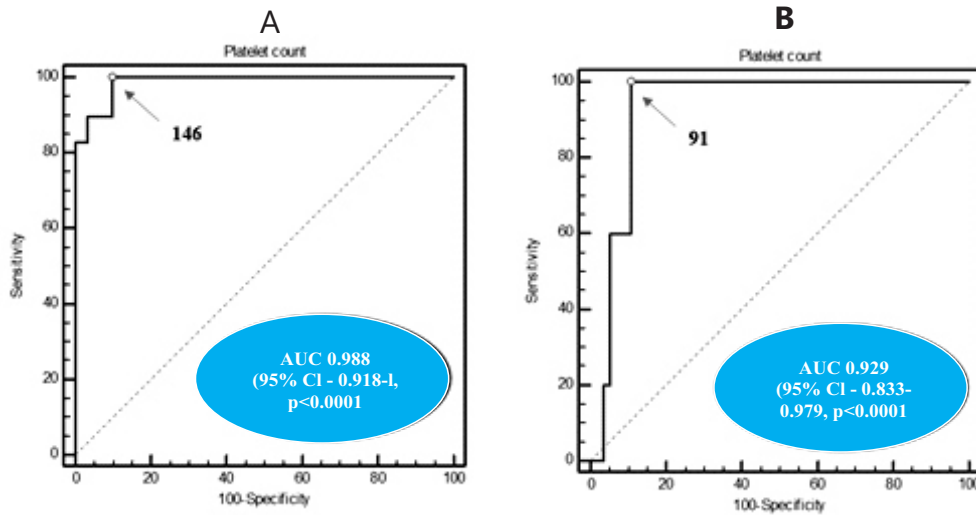 A
Platelet count
100
80
60
40
20
0
Sensitivity
146
AUC 0.988
(95% Cl - 0.918-l,
p<0.0001
0 20 40 60 80 100
100-Specificity
B
Platelet count
100
80
60
40
20
0
Sensitivity
91
AUC 0.929
(95% Cl - 0.833-
0.979, p<0.0001
0 20 40 60 80 100
100-Specificity